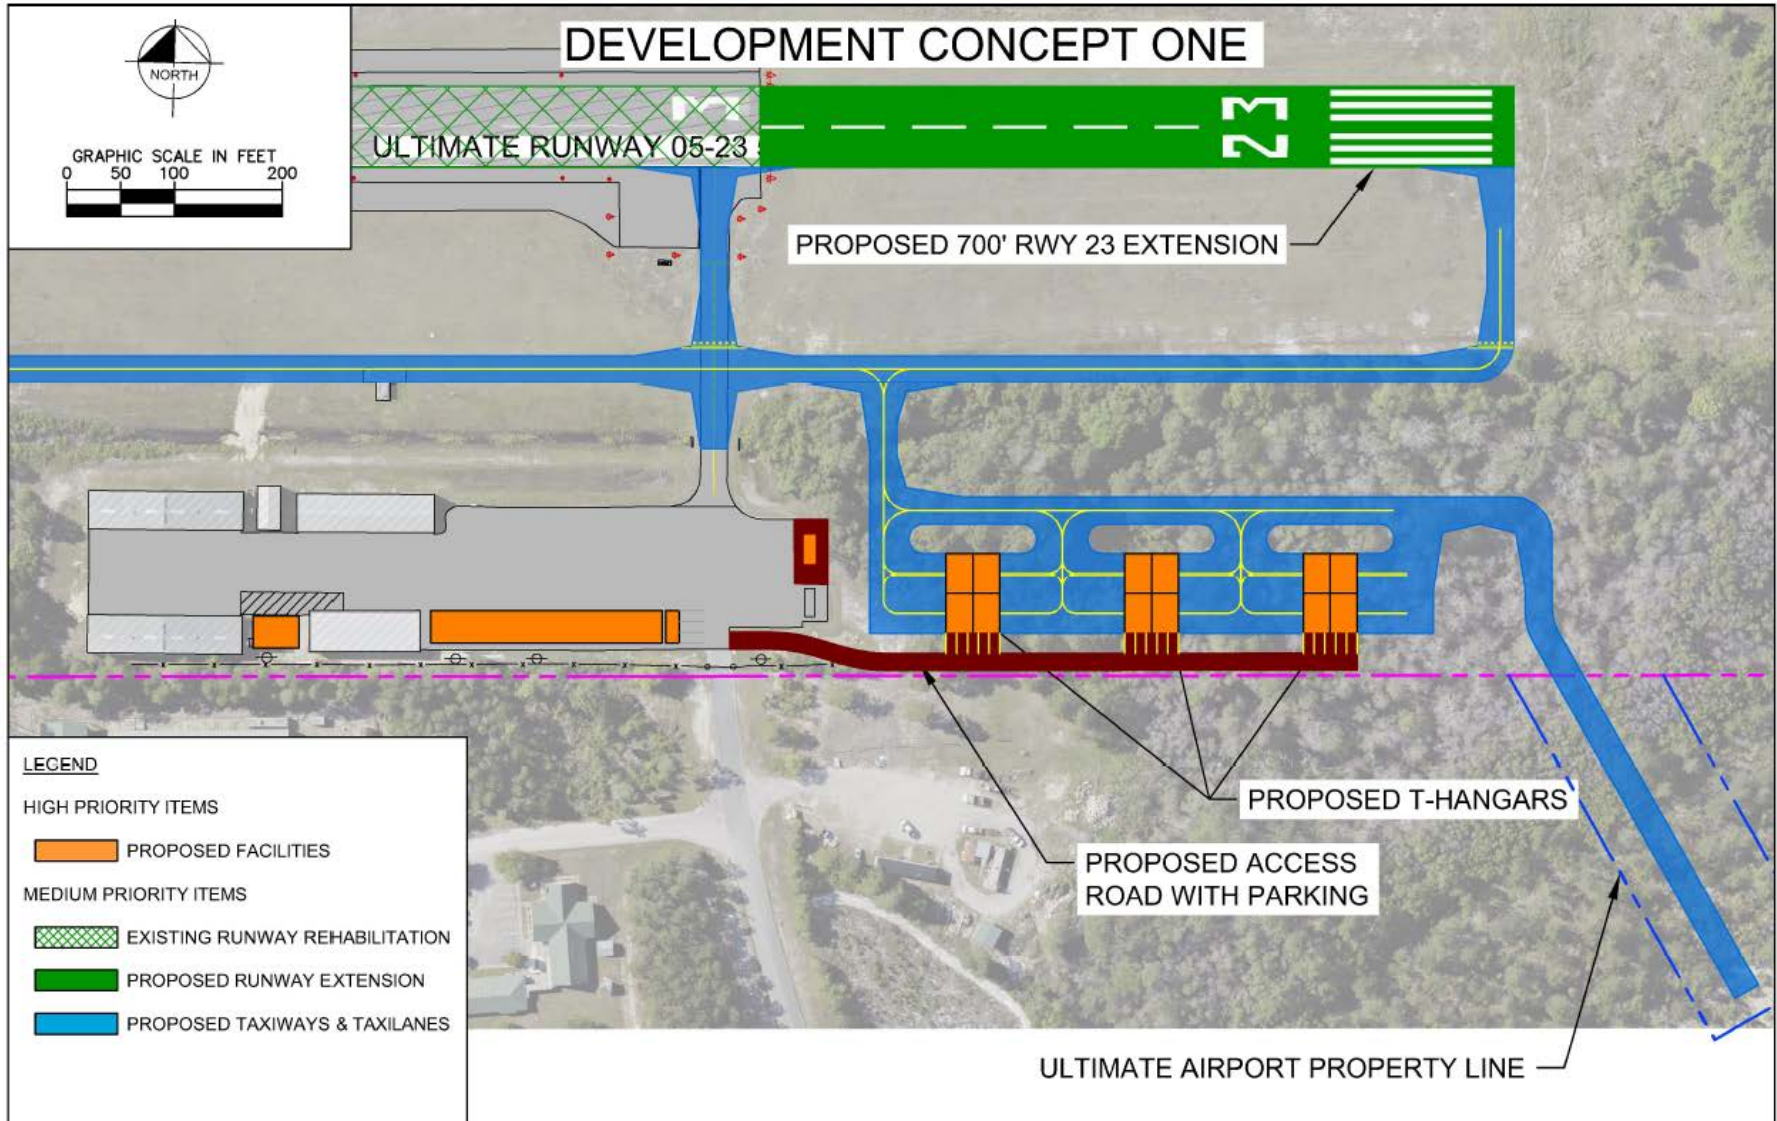 DEVELOPMENT CONCEPT ONE
NORTH
GRAPHIC SCALE IN FEET
0 50 100 200
ULTIMATE RUNWAY 05-23
23
PROPOSED 700' RWY 23 EXTENSION
PROPOSED T-HANGARS
PROPOSED ACCESS
ROAD WITH PARKING
ULTIMATE AIRPORT PROPERTY LINE
LEGEND
HIGH PRIORITY ITEMS
PROPOSED FACILITIES
MEDIUM PRIORITY ITEMS
EXISTING RUNWAY REHABILITATION
PROPOSED RUNWAY EXTENSION
PROPOSED TAXIWAYS & TAXILANES